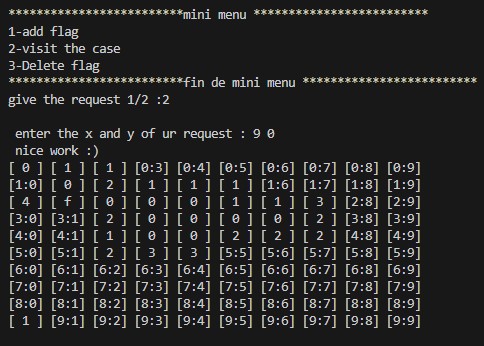 *************************mini menu *************************
1-add flag
2-visit the case
3-Delete flag
*************************fin de mini menu *************************
give the request 1/2 :2
enter the x and y of ur request : 9 0
nice work :)
[ 0 ] [ 1 ] [ 1 ] [0:3] [0:4] [0:5] [0:6] [0:7] [0:8] [0:9]
[1:0] [ 0 ] [ 2 ] [ 1 ] [ 1 ] [ 1 ] [1:6] [1:7] [1:8] [1:9]
[ 4 ] [ f ] [ 0 ] [ 0 ] [ 0 ] [ 1 ] [ 1 ] [ 3 ] [2:8] [2:9]
[3:0] [3:1] [ 2 ] [ 0 ] [ 0 ] [ 0 ] [ 0 ] [ 2 ] [3:8] [3:9]
[4:0] [4:1] [ 1 ] [ 0 ] [ 0 ] [ 2 ] [ 2 ] [ 2 ] [4:8] [4:9]
[5:0] [5:1] [ 2 ] [ 3 ] [ 3 ] [5:5] [5:6] [5:7] [5:8] [5:9]
[6:0] [6:1] [6:2] [6:3] [6:4] [6:5] [6:6] [6:7] [6:8] [6:9]
[7:0] [7:1] [7:2] [7:3] [7:4] [7:5] [7:6] [7:7] [7:8] [7:9]
[8:0] [8:1] [8:2] [8:3] [8:4] [8:5] [8:6] [8:7] [8:8] [8:9]
[ 1 ] [9:1] [9:2] [9:3] [9:4] [9:5] [9:6] [9:7] [9:8] [9:9]